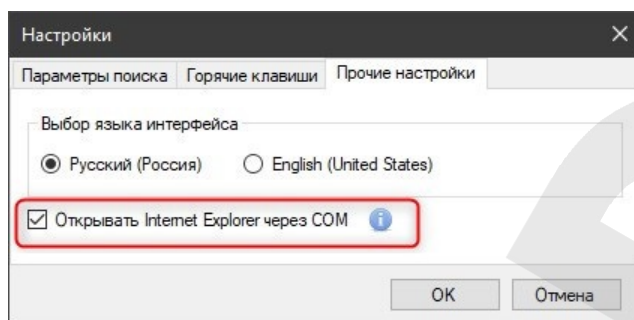 Настройки
Параметры поиска Горячие клавиши Прочие настройки
Выбор языка интерфейса
Русский (Россия) English (United States)
Открывать Internet Explorer через COM
OK Отмена